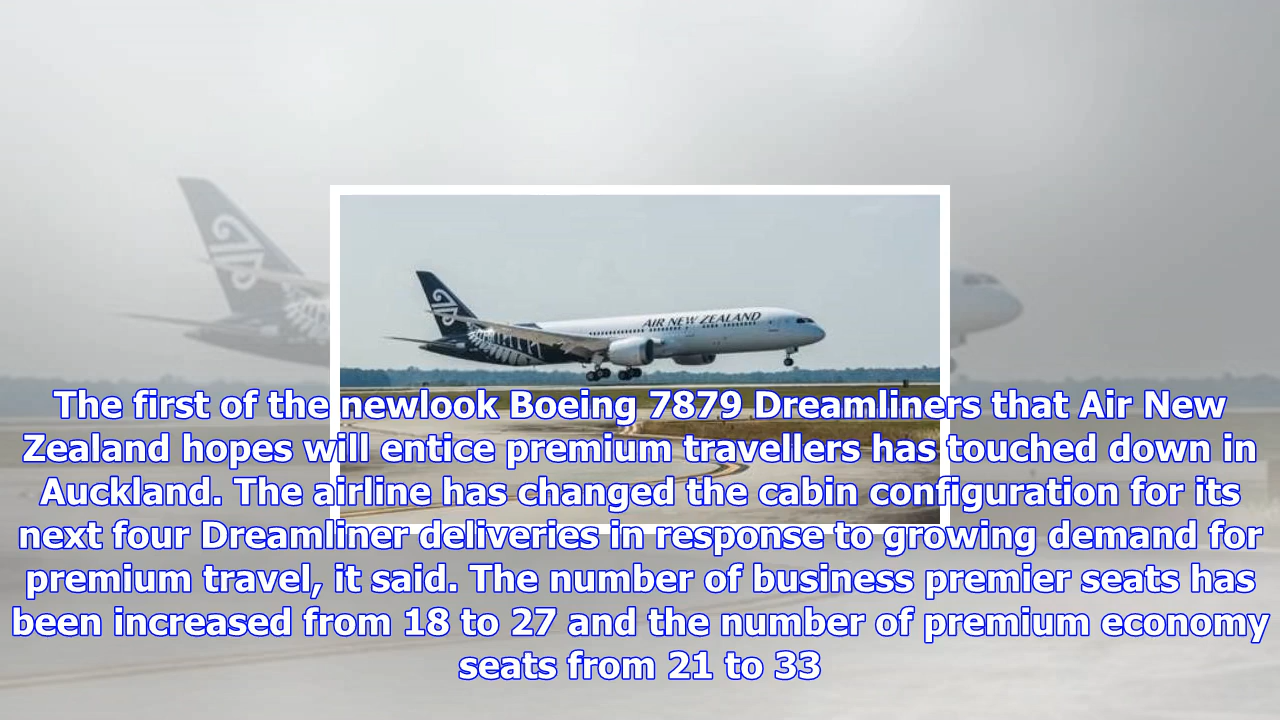 AIR NEW ZEALAND
The first of the newlook Boeing 7879 Dreamliners that Air New
Zealand hopes will entice premium travellers has touched down in
Auckland. The airline has changed the cabin configuration for its
next four Dreamliner deliveries in response to growing demand for
premium travel, it said. The number of business premier seats has
been increased from 18 to 27 and the number of premium economy
seats from 21 to 33